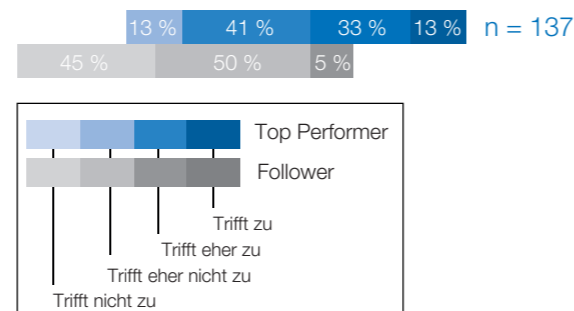 13 % 41 % 33 % 13 % n = 137
45 % 50 % 5 %
Top Performer
Follower
Trifft zu
Trifft eher zu
Trifft eher nicht zu
Trifft nicht zu